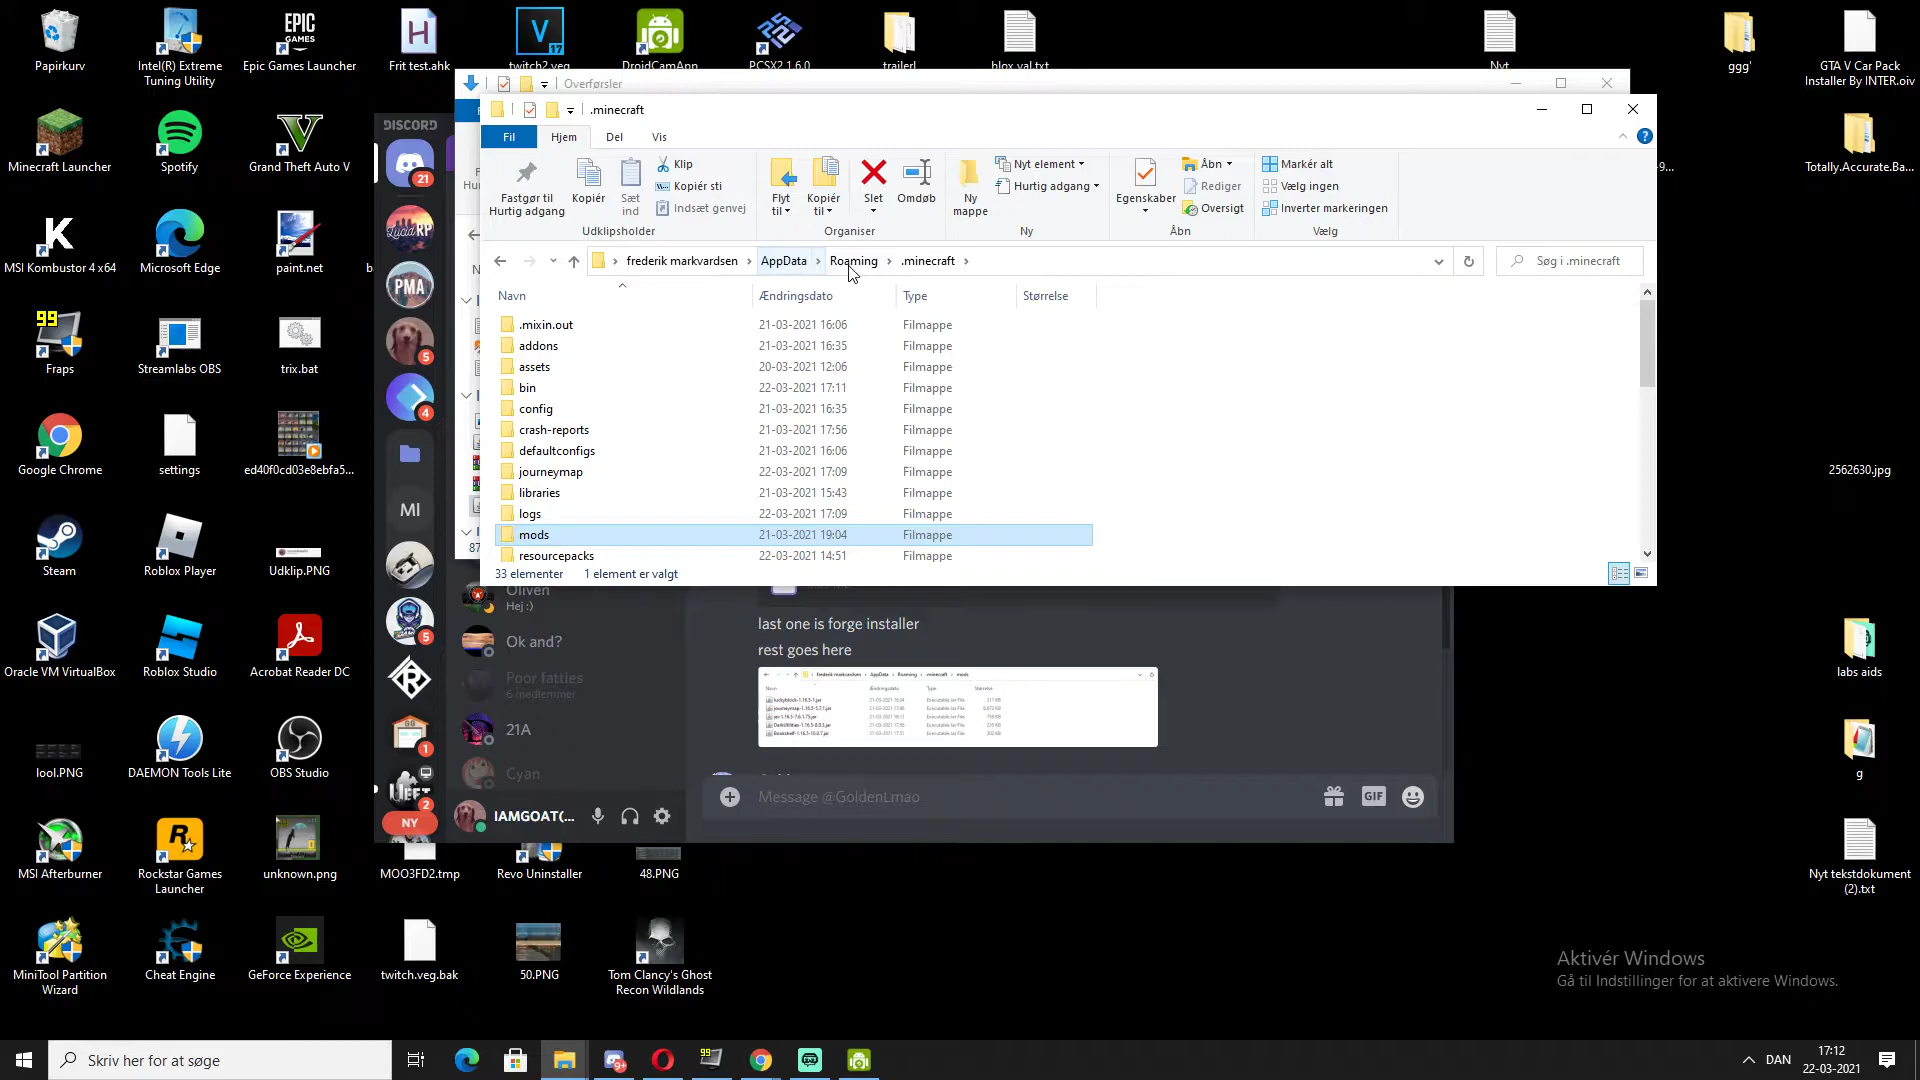 Papirkurv
Intel(R) Extreme
Tuning Utility
EPIC
GAMES
Epic Games Launcher
Frit test.ahk
twitch2.veg
DroidCamApp
PCSX2 1.6.0
trailerl
blox val.txt
Nyt
ggg'
GTA V Car Pack
Installer By INTER.oiv
Minecraft Launcher
Spotify
Grand Theft Auto V
Totally.Accurate.Ba...
MSI Kombustor 4 x64
Microsoft Edge
paint.net
99
Fraps
Streamlabs OBS
trix.bat
Google Chrome
settings
ed40f0cd03e8ebfa5...
2562630.jpg
Steam
Roblox Player
Udklip.PNG
Oracle VM VirtualBox
Roblox Studio
Acrobat Reader DC
labs aids
lool.PNG
DAEMON Tools Lite
OBS Studio
g
MSI Afterburner
Rockstar Games
Launcher
unknown.png
MOO3FD2.tmp
Revo Uninstaller
48.PNG
Nyt tekstdokument
(2).txt
MiniTool Partition
Wizard
Cheat Engine
GeForce Experience
twitch.veg.bak
50.PNG
Tom Clancy's Ghost
Recon Wildlands
Overførsler
.minecraft
Fil Hjem Del Vis
Fastgør til
Hurtig adgang
Kopiér
Sæt
ind
Klip
Kopiér sti
Indsæt genvej
Udklipsholder
Flyt
til
Kopiér
til
Slet
Omdøb
Organiser
Ny
mappe
Nyt element
Hurtig adgang
Ny
Egenskaber
Åbn
Rediger
Oversigt
Åbn
Markér alt
Vælg ingen
Inverter markeringen
Vælg
frederik markvardsen › AppData › Roaming › .minecraft ›
Søg i .minecraft
Navn Ændringsdato Type Størrelse
.mixin.out 21-03-2021 16:06 Filmappe
addons 21-03-2021 16:35 Filmappe
assets 20-03-2021 12:06 Filmappe
bin 22-03-2021 17:11 Filmappe
config 21-03-2021 16:35 Filmappe
crash-reports 21-03-2021 17:56 Filmappe
defaultconfigs 21-03-2021 16:06 Filmappe
journeymap 22-03-2021 17:09 Filmappe
libraries 21-03-2021 15:43 Filmappe
logs 22-03-2021 17:09 Filmappe
mods 21-03-2021 19:04 Filmappe
resourcepacks 22-03-2021 14:51 Filmappe
33 elementer 1 element er valgt
DISCORD
21
PMA
5
4
MI
5
1
2
NY
Oliven
Hej :)
Ok and?
Poor fatties
6 medlemmer
21A
Cyan
IAMGOAT(...
last one is forge installer
rest goes here
Message @GoldenLmao
GIF
Aktivér Windows
Gå til Indstillinger for at aktivere Windows.
Skriv her for at søge
DAN
17:12
22-03-2021